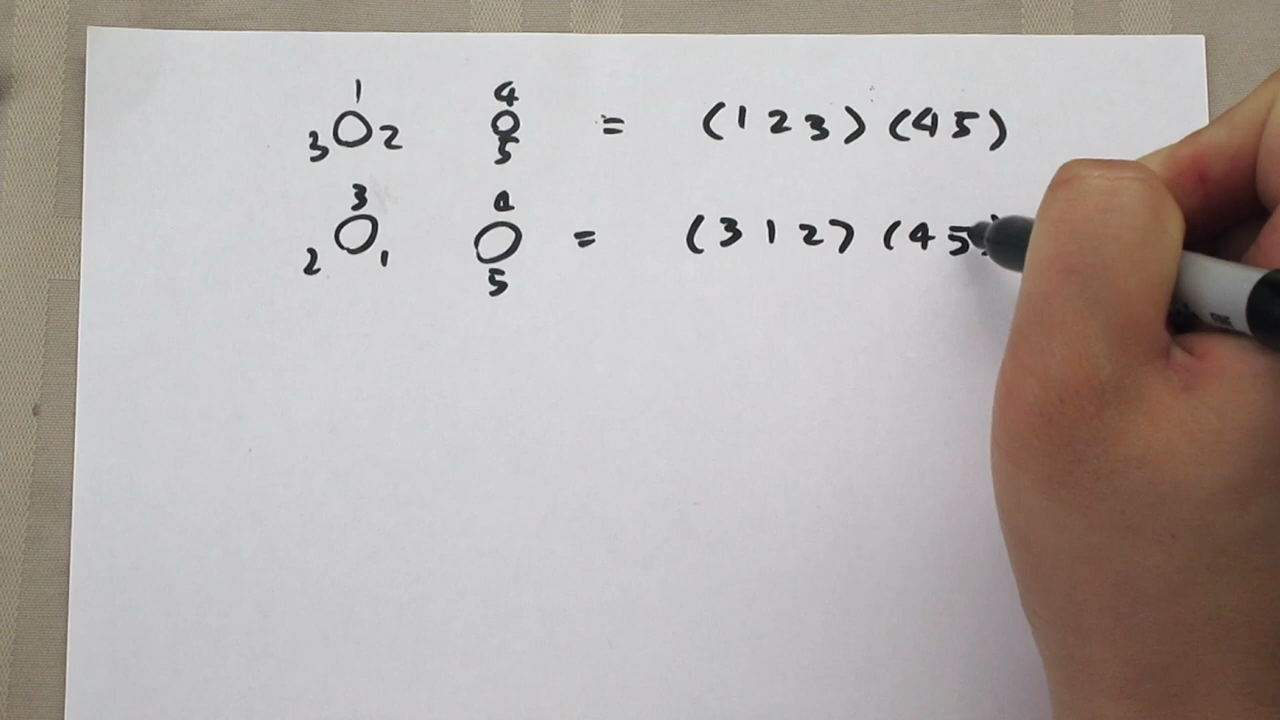 1 3 2 4 5 = (1 2 3) (4 5)
3 2 1 4 5 = (3 1 2) (4 5)